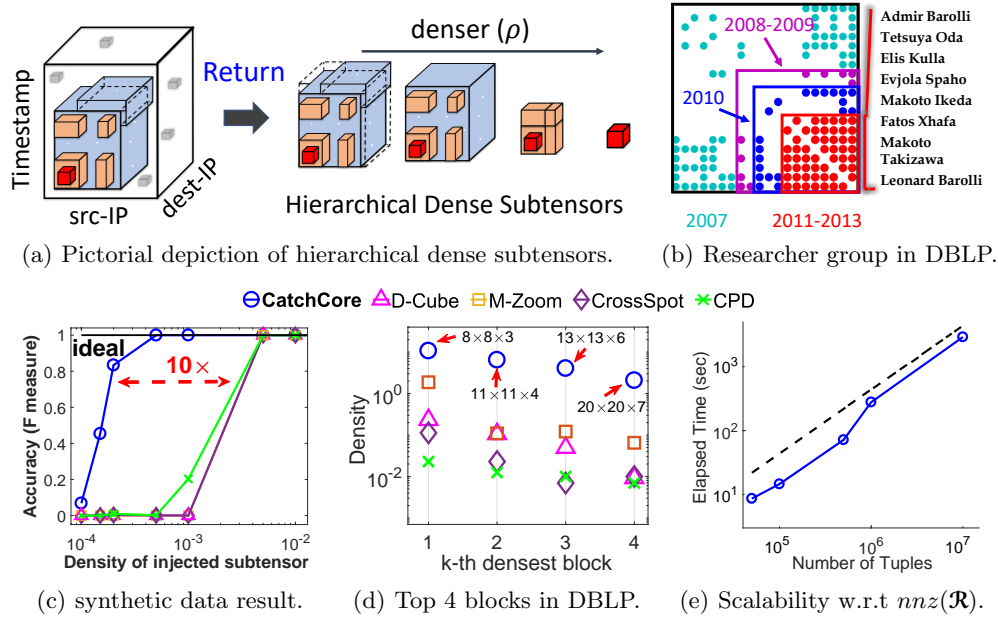 denser (ρ)
Return
Timestamp
src-IP
dest-IP
Hierarchical Dense Subtensors
(a) Pictorial depiction of hierarchical dense subtensors.
2008-2009
2010
2007
2011-2013
Admir Barolli
Tetsuya Oda
Elis Kulla
Evjola Spaho
Makoto Ikeda
Fatos Xhafa
Makoto
Takizawa
Leonard Barolli
(b) Researcher group in DBLP.
CatchCore D-Cube M-Zoom CrossSpot CPD
Accuracy (F measure)
1
0.8
0.6
0.4
0.2
0
ideal
10×
10^-4 10^-3 10^-2
Density of injected subtensor
(c) synthetic data result.
Density
10^0
10^-2
8×8×3
11×11×4
13×13×6
20×20×7
1 2 3 4
k-th densest block
(d) Top 4 blocks in DBLP.
Elapsed Time (sec)
10^3
10^2
10^1
10^5 10^6 10^7
Number of Tuples
(e) Scalability w.r.t nnz(𝓡).